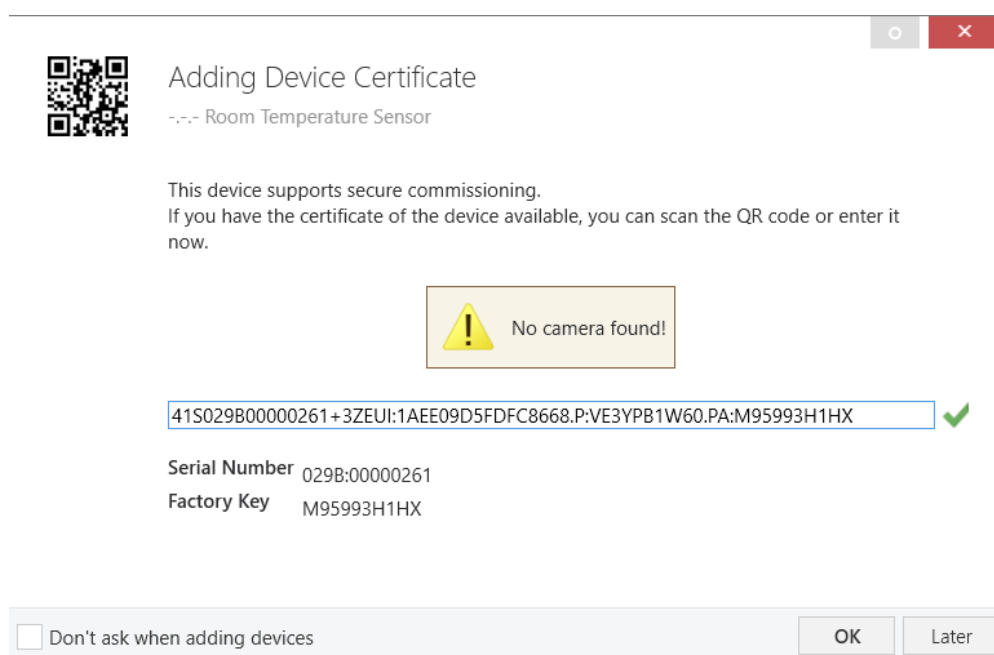 Adding Device Certificate
-.-.- Room Temperature Sensor
This device supports secure commissioning.
If you have the certificate of the device available, you can scan the QR code or enter it
now.
No camera found!
41S029B00000261+3ZEUI:1AEE09D5FDFC8668.P:VE3YPB1W60.PA:M95993H1HX
Serial Number 029B:00000261
Factory Key M95993H1HX
Don't ask when adding devices
OK
Later